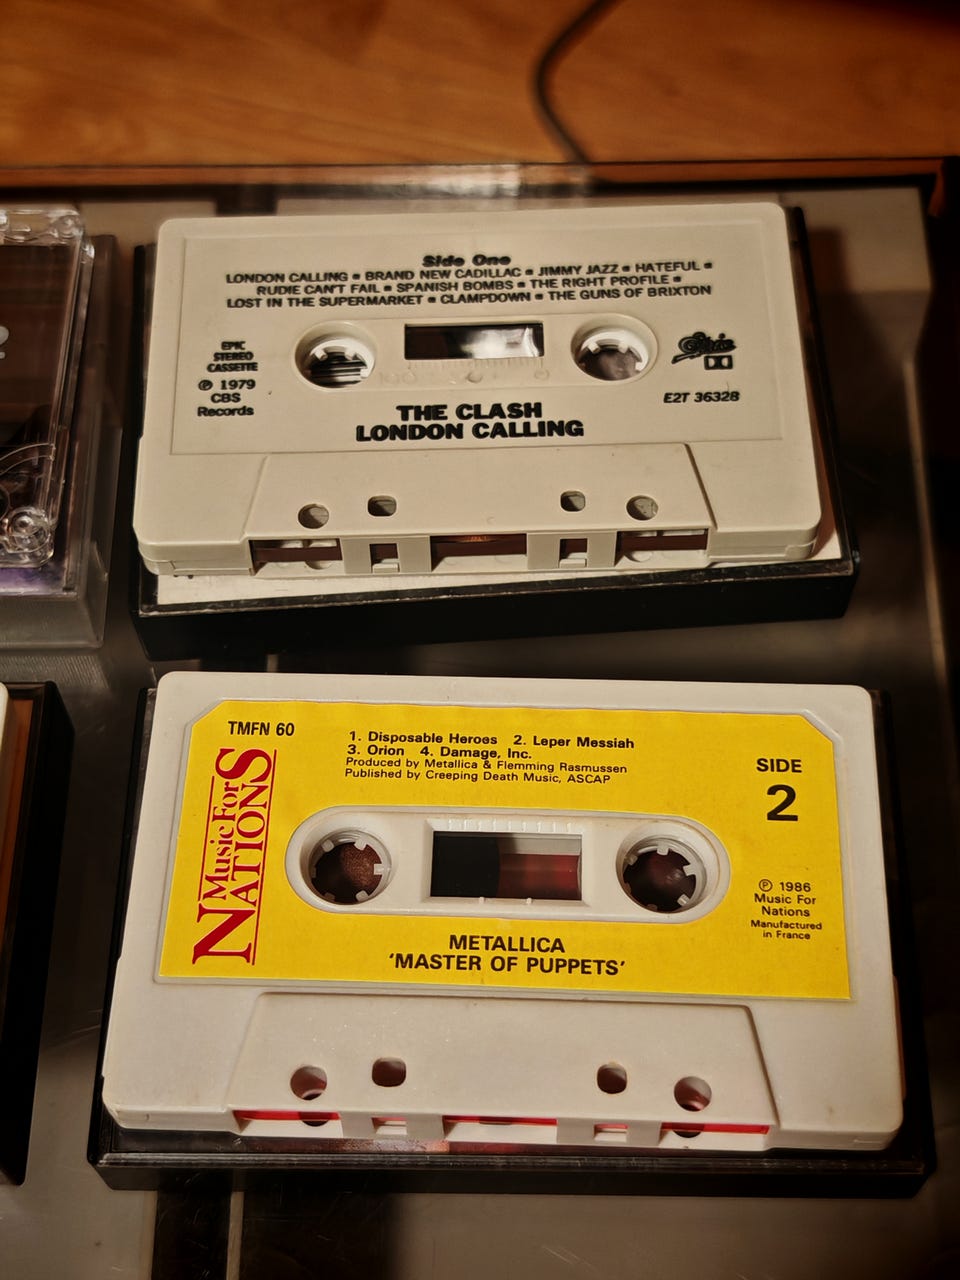 Side One
LONDON CALLING ■ BRAND NEW CADILLAC ■ JIMMY JAZZ ■ HATEFUL ■
RUDIE CAN'T FAIL ■ SPANISH BOMBS ■ THE RIGHT PROFILE ■
LOST IN THE SUPERMARKET ■ CLAMPDOWN ■ THE GUNS OF BRIXTON
EPIC
STEREO
CASSETTE
℗ 1979
CBS
Records
Epic
E2T 36328
THE CLASH
LONDON CALLING
TMFN 60
Music For
NATIONS
1. Disposable Heroes 2. Leper Messiah
3. Orion 4. Damage, Inc.
Produced by Metallica & Flemming Rasmussen
Published by Creeping Death Music, ASCAP
SIDE
2
℗ 1986
Music For
Nations
Manufactured
in France
METALLICA
'MASTER OF PUPPETS'